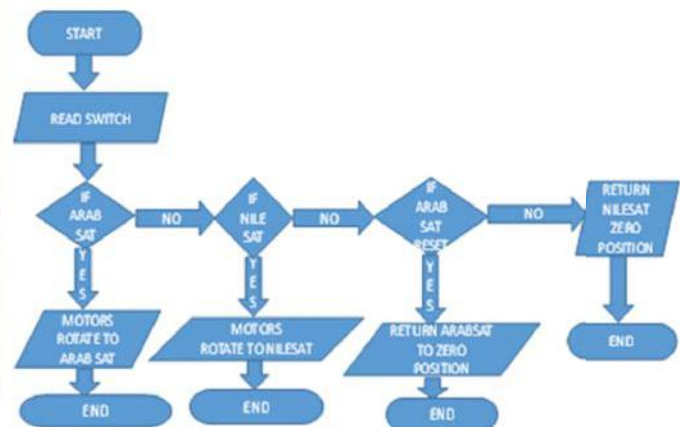 START
READ SWITCH
IF
ARAB
SAT
NO
IF
NILE
SAT
NO
IF
ARAB
SAT
RESET
NO
RETURN
NILESAT
ZERO
POSITION
YES
YES
YES
MOTORS
ROTATE TO
ARAB SAT
MOTORS
ROTATE TO NILESAT
RETURN ARABSAT
TO ZERO
POSITION
END
END
END
END